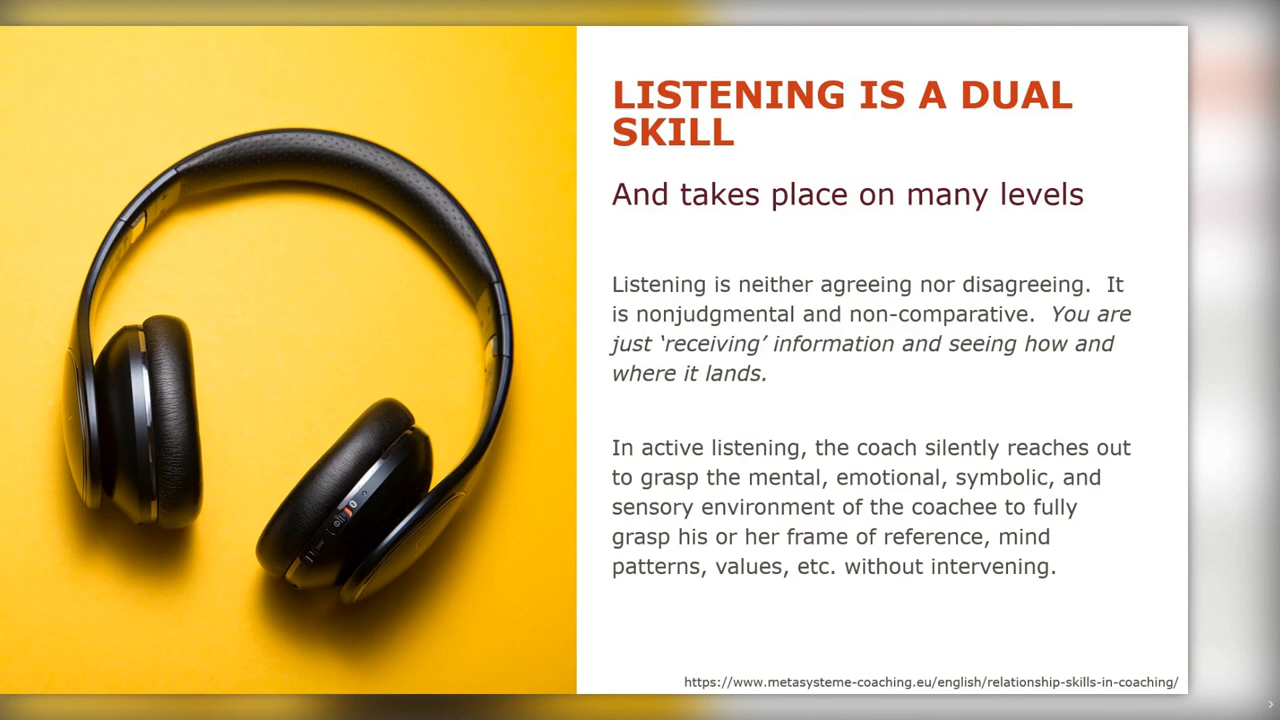 LISTENING IS A DUAL
SKILL
And takes place on many levels
Listening is neither agreeing nor disagreeing.  It
is nonjudgmental and non-comparative.  You are
just ‘receiving’ information and seeing how and
where it lands.
In active listening, the coach silently reaches out
to grasp the mental, emotional, symbolic, and
sensory environment of the coachee to fully
grasp his or her frame of reference, mind
patterns, values, etc. without intervening.
https://www.metasysteme-coaching.eu/english/relationship-skills-in-coaching/